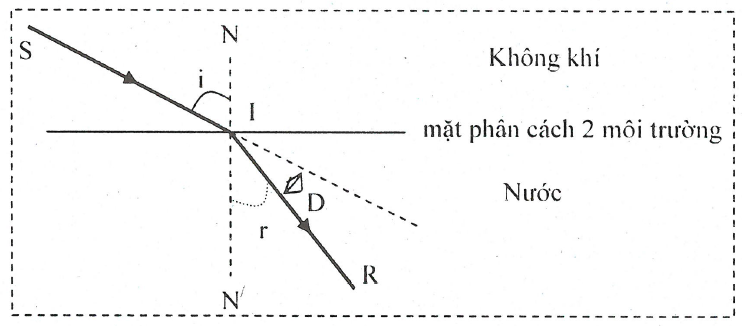 N
S
Không khí
i
I
mặt phân cách 2 môi trường
Nước
D
r
R
N'